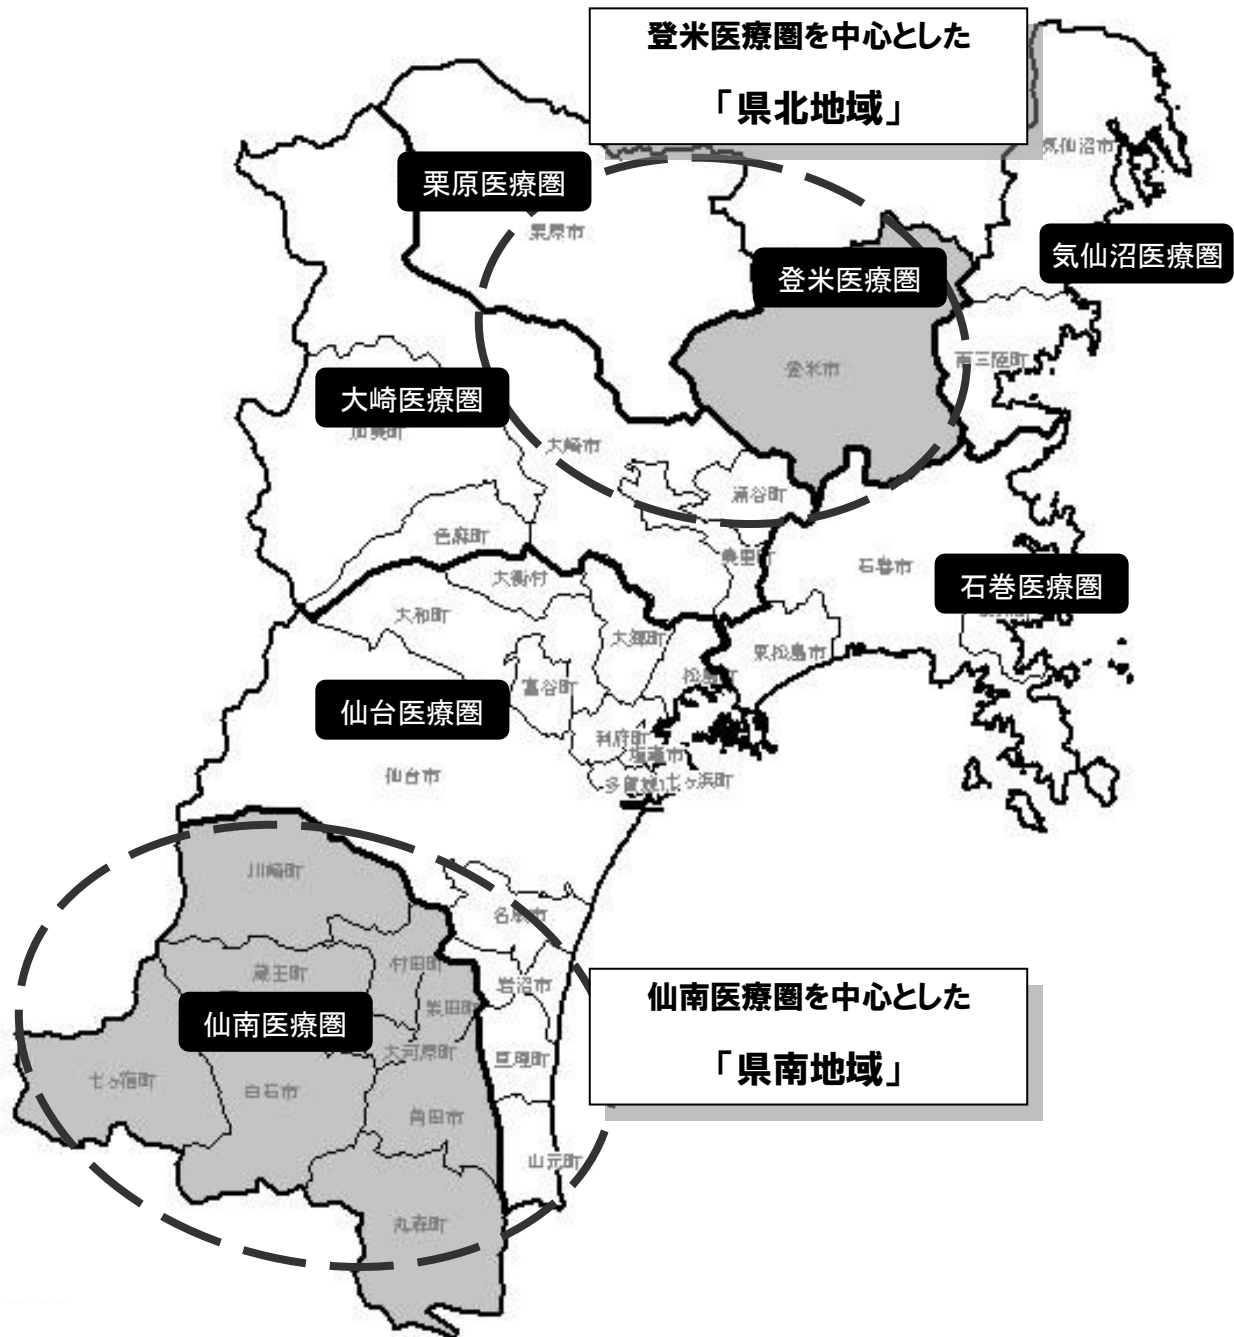 登米医療圏を中心とした
「県北地域」
気仙沼市
栗原医療圏
栗原市
気仙沼医療圏
登米医療圏
南三陸町
登米市
大崎医療圏
加美町
大崎市
涌谷町
色麻町
美里町
石巻市
大衡村
石巻医療圏
大和町
大郷町
東松島市
松島町
富谷町
仙台医療圏
利府町
塩竈市
仙台市
多賀城
七ヶ浜町
川崎町
名取市
蔵王町
村田町
岩沼市
仙南医療圏を中心とした
「県南地域」
柴田町
仙南医療圏
大河原町
亘理町
七ヶ宿町
白石市
角田市
山元町
丸森町